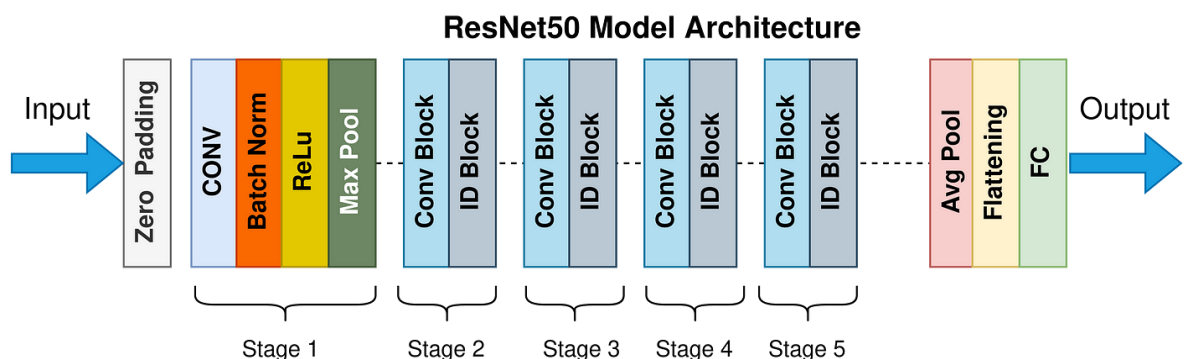 ResNet50 Model Architecture
Input
Zero Padding
CONV
Batch Norm
ReLu
Max Pool
Conv Block
ID Block
Conv Block
ID Block
Conv Block
ID Block
Conv Block
ID Block
Avg Pool
Flattening
FC
Output
Stage 1
Stage 2
Stage 3
Stage 4
Stage 5